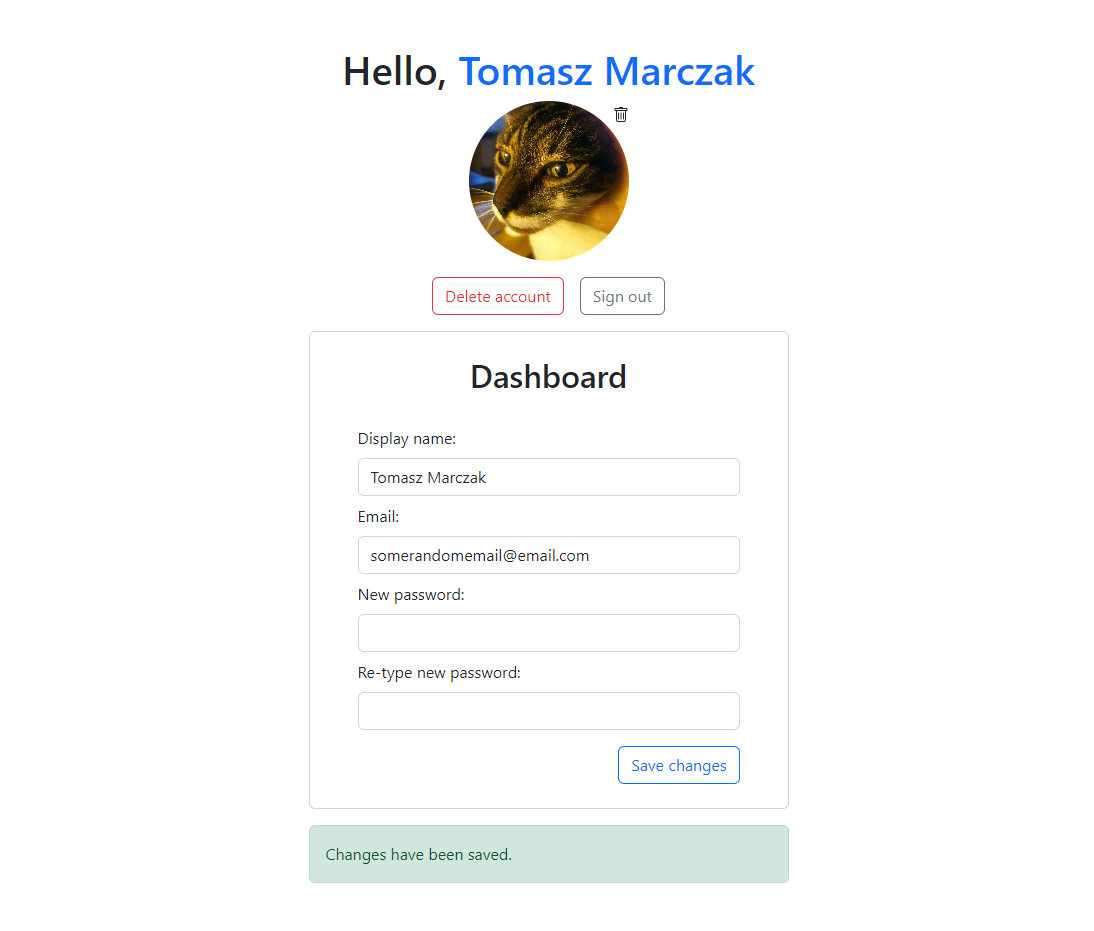 Hello, Tomasz Marczak
Delete account
Sign out
Dashboard
Display name:
Tomasz Marczak
Email:
somerandomemail@email.com
New password:
Re-type new password:
Save changes
Changes have been saved.